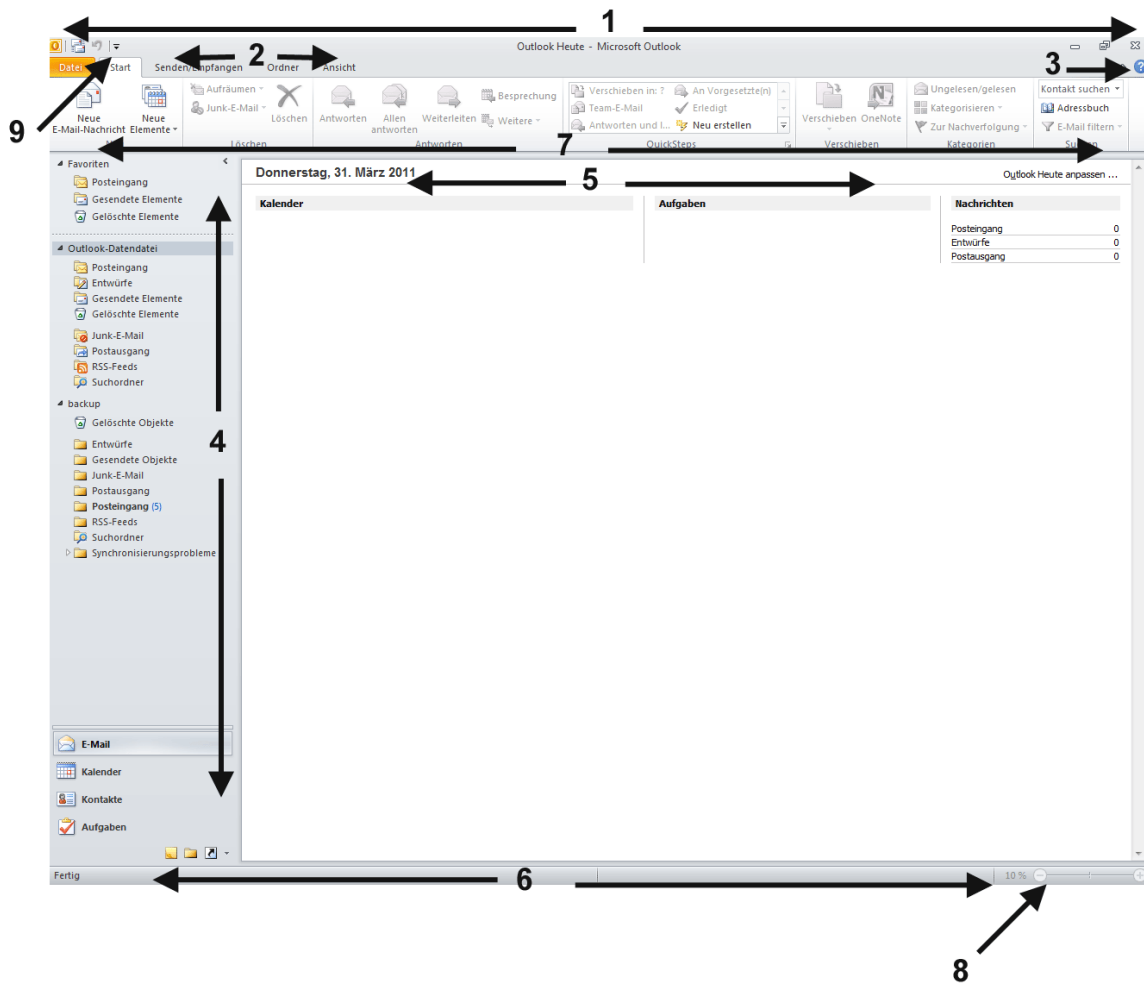 1
Outlook Heute - Microsoft Outlook
Datei Start Senden/Empfangen Ordner Ansicht
2
3
Neue E-Mail-Nachricht
Neue Elemente
Aufräumen
Junk-E-Mail
Löschen
Löschen
Antworten
Allen antworten
Weiterleiten
Besprechung
Weitere
Antworten
Verschieben in: ?
Team-E-Mail
Antworten und l...
An Vorgesetzte(n)
Erledigt
Neu erstellen
QuickSteps
Verschieben
OneNote
Verschieben
Ungelesen/gelesen
Kategorisieren
Zur Nachverfolgung
Kategorien
Kontakt suchen
Adressbuch
E-Mail filtern
9
7
Favoriten
Posteingang
Gesendete Elemente
Gelöschte Elemente
Outlook-Datendatei
Posteingang
Entwürfe
Gesendete Elemente
Gelöschte Elemente
Junk-E-Mail
Postausgang
RSS-Feeds
Suchordner
backup
Gelöschte Objekte
Entwürfe
Gesendete Objekte
Junk-E-Mail
Postausgang
Posteingang (5)
RSS-Feeds
Suchordner
Synchronisierungsprobleme
4
E-Mail
Kalender
Kontakte
Aufgaben
Donnerstag, 31. März 2011
5
Outlook Heute anpassen ...
Kalender
Aufgaben
Nachrichten
Posteingang 0
Entwürfe 0
Postausgang 0
Fertig
6
10 %
8